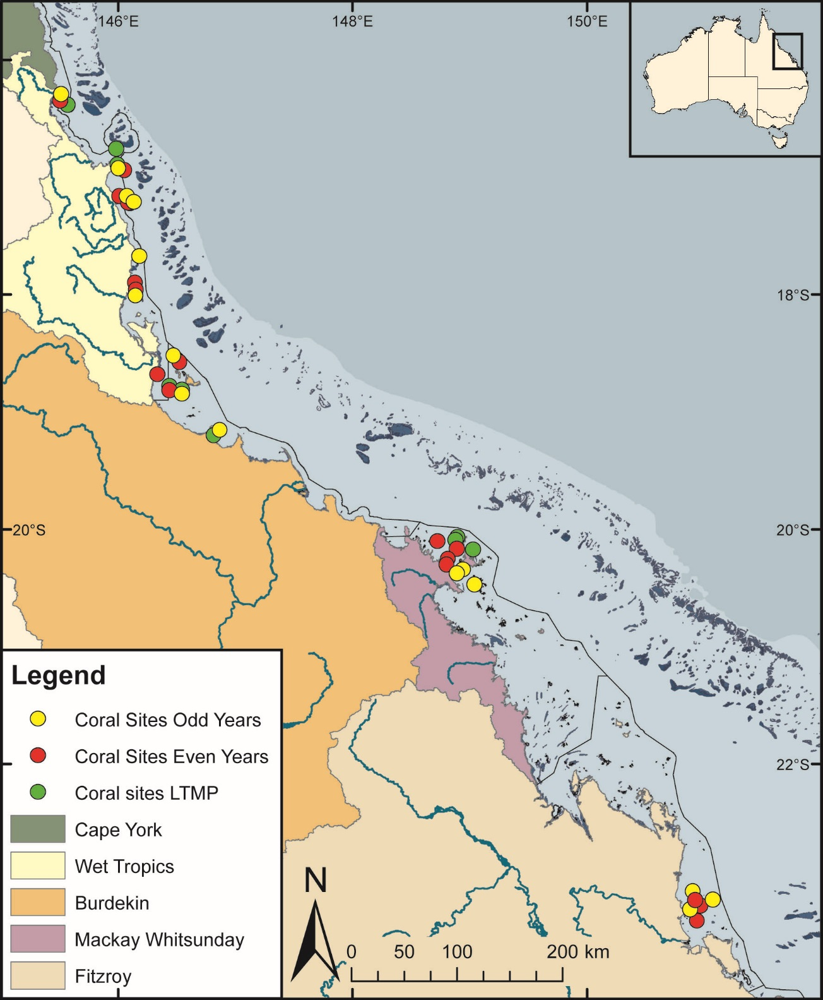 146°E 148°E 150°E
18°S
20°S 20°S
22°S
Legend
Coral Sites Odd Years
Coral Sites Even Years
Coral sites LTMP
Cape York
Wet Tropics
Burdekin
Mackay Whitsunday
Fitzroy
N
0 50 100 200 km